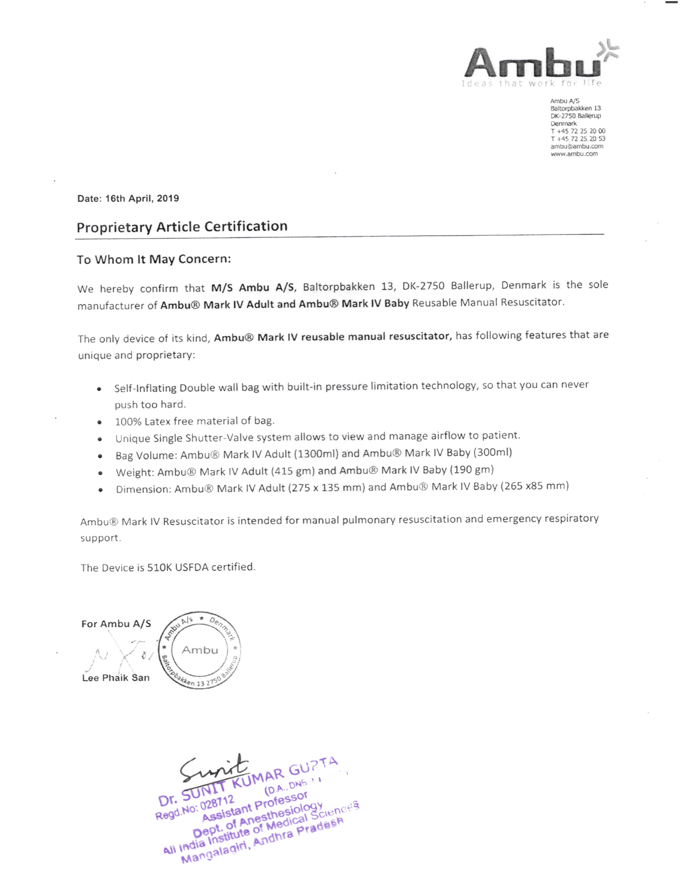 Ambu
Ideas that work for life
Ambu A/S
Baltorpbakken 13
DK-2750 Ballerup
Denmark
T +45 72 25 20 00
T +45 72 25 20 53
ambu@ambu.com
www.ambu.com
Date: 16th April, 2019
Proprietary Article Certification
To Whom It May Concern:
We hereby confirm that M/S Ambu A/S, Baltorpbakken 13, DK-2750 Ballerup, Denmark is the sole
manufacturer of Ambu® Mark IV Adult and Ambu® Mark IV Baby Reusable Manual Resuscitator.
The only device of its kind, Ambu® Mark IV reusable manual resuscitator, has following features that are
unique and proprietary:
• Self-Inflating Double wall bag with built-in pressure limitation technology, so that you can never
push too hard.
• 100% Latex free material of bag.
• Unique Single Shutter-Valve system allows to view and manage airflow to patient.
• Bag Volume: Ambu® Mark IV Adult (1300ml) and Ambu® Mark IV Baby (300ml)
• Weight: Ambu® Mark IV Adult (415 gm) and Ambu® Mark IV Baby (190 gm)
• Dimension: Ambu® Mark IV Adult (275 x 135 mm) and Ambu® Mark IV Baby (265 x85 mm)
Ambu® Mark IV Resuscitator is intended for manual pulmonary resuscitation and emergency respiratory
support.
The Device is 510K USFDA certified.
For Ambu A/S
Ambu A/s * Denmark *
Ambu
Baltorpbakken 13 2750 Ballerup *
Lee Phaik San
Sunit
Dr. SUNIT KUMAR GUPTA
Regd.No: 028712
Assistant Professor
Dept. of Anesthesiology
All India Institute of Medical Sciences
Mangalagiri, Andhra Pradesh